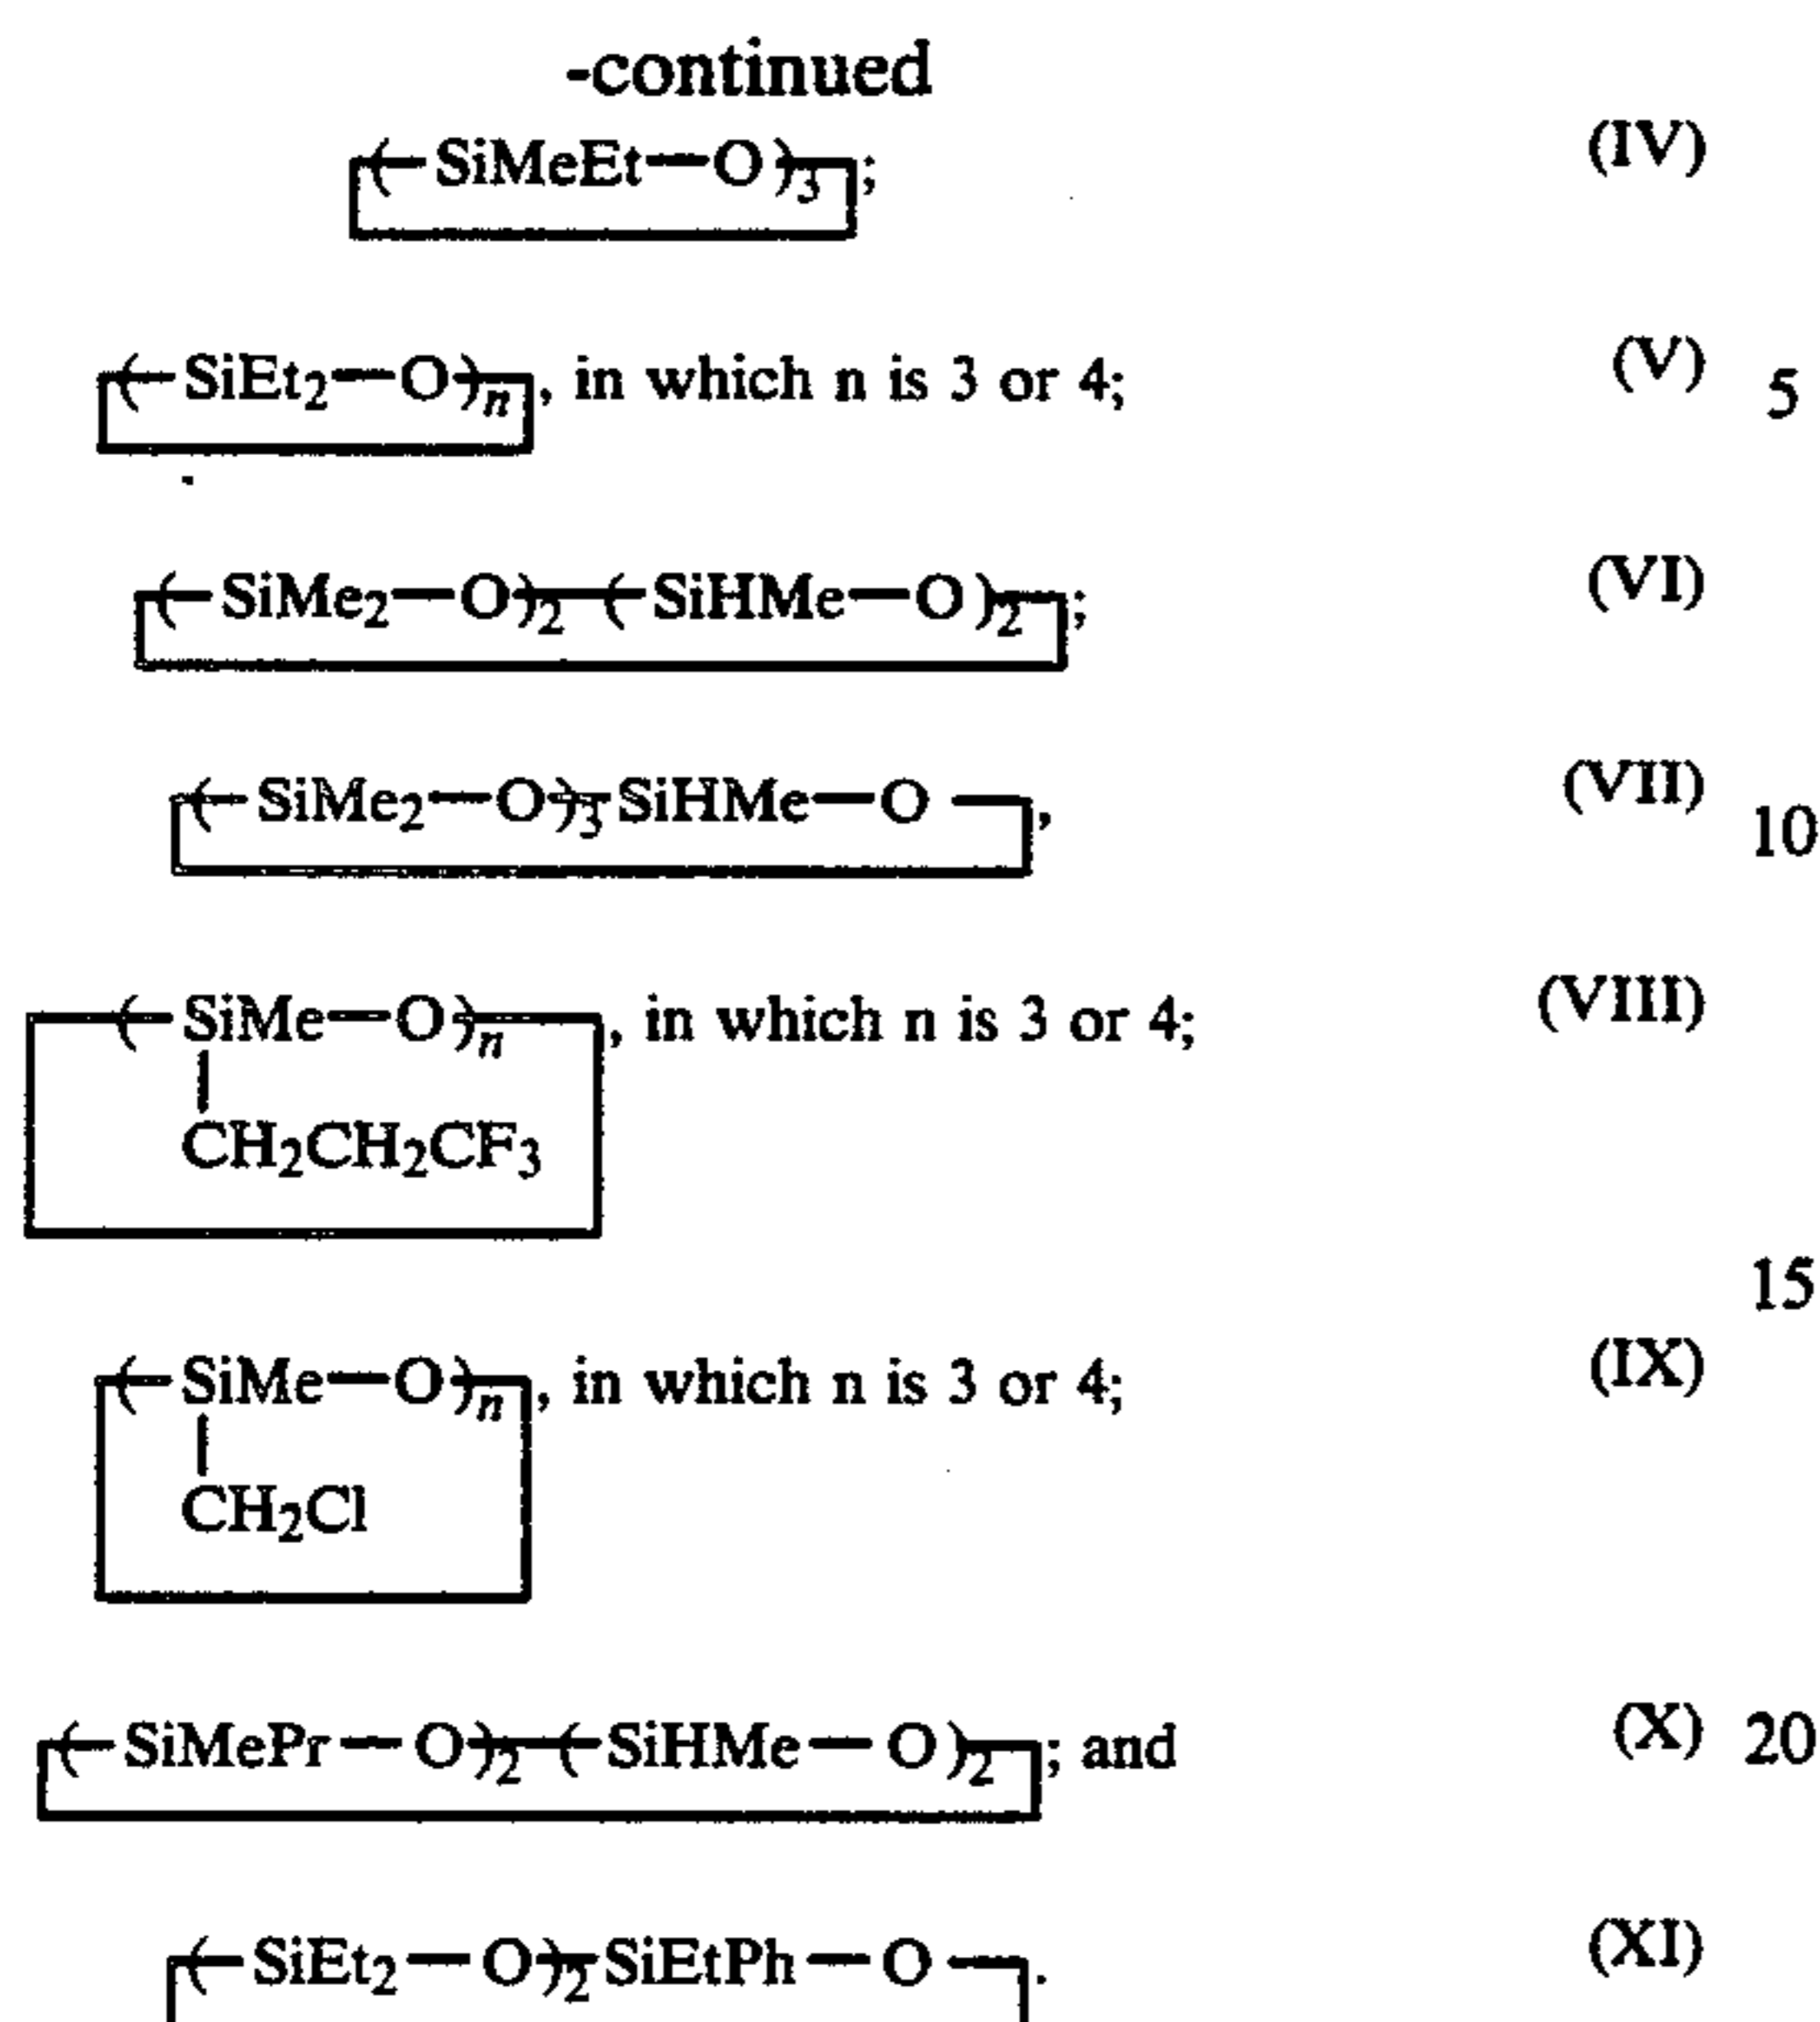 -continued
(SiMeEt—O)3; (IV)
(SiEt2—O)n, in which n is 3 or 4; (V) 5
(SiMe2—O)2—(SiHMe—O)2; (VI)
(SiMe2—O)3SiHMe—O, (VII) 10
(SiMe—O)n, in which n is 3 or 4; (VIII)
CH2CH2CF3
15
(SiMe—O)n, in which n is 3 or 4; (IX)
CH2Cl
(SiMePr—O)2—(SiHMe—O)2; and (X) 20
(SiEt2—O)2SiEtPh—O. (XI)